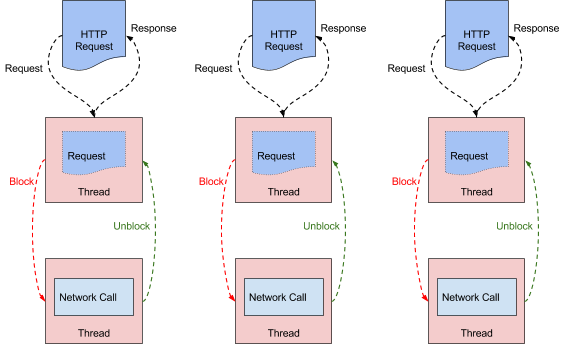 HTTP
Request
Response
Request
Request
Thread
Block
Unblock
Network Call
Thread
HTTP
Request
Response
Request
Request
Thread
Block
Unblock
Network Call
Thread
HTTP
Request
Response
Request
Request
Thread
Block
Unblock
Network Call
Thread